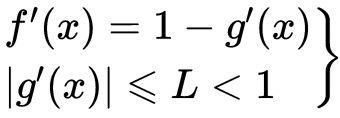 f′(x) = 1 − g′(x)
|g′(x)| ⩽ L < 1 }